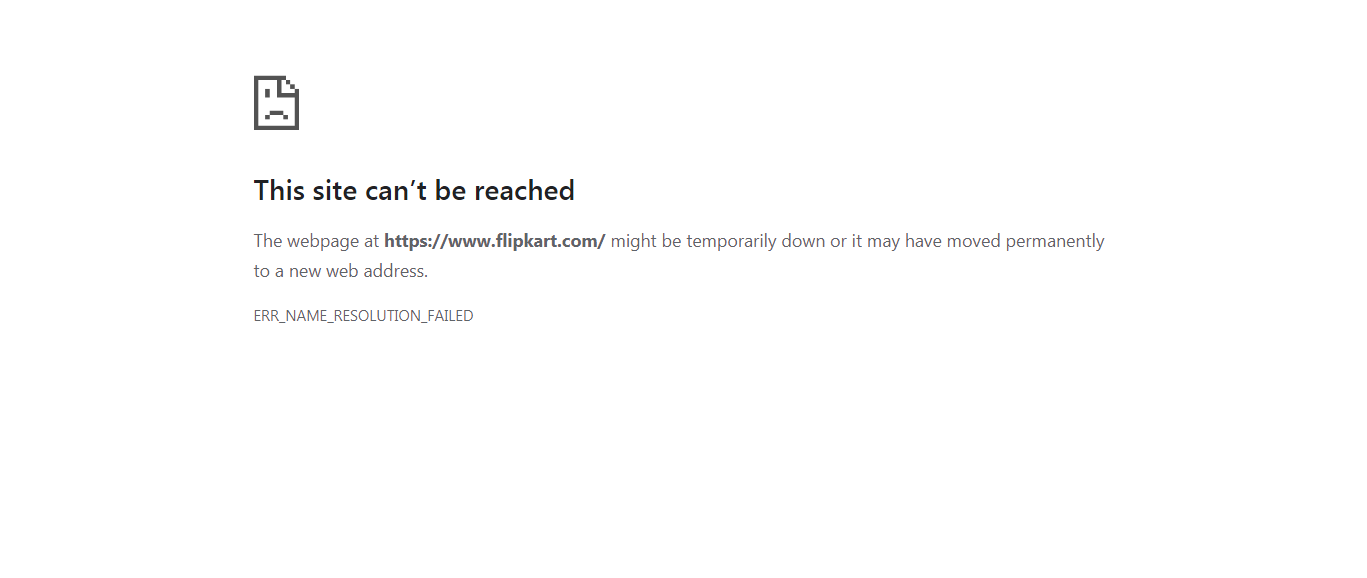 This site can’t be reached
The webpage at https://www.flipkart.com/ might be temporarily down or it may have moved permanently
to a new web address.
ERR_NAME_RESOLUTION_FAILED